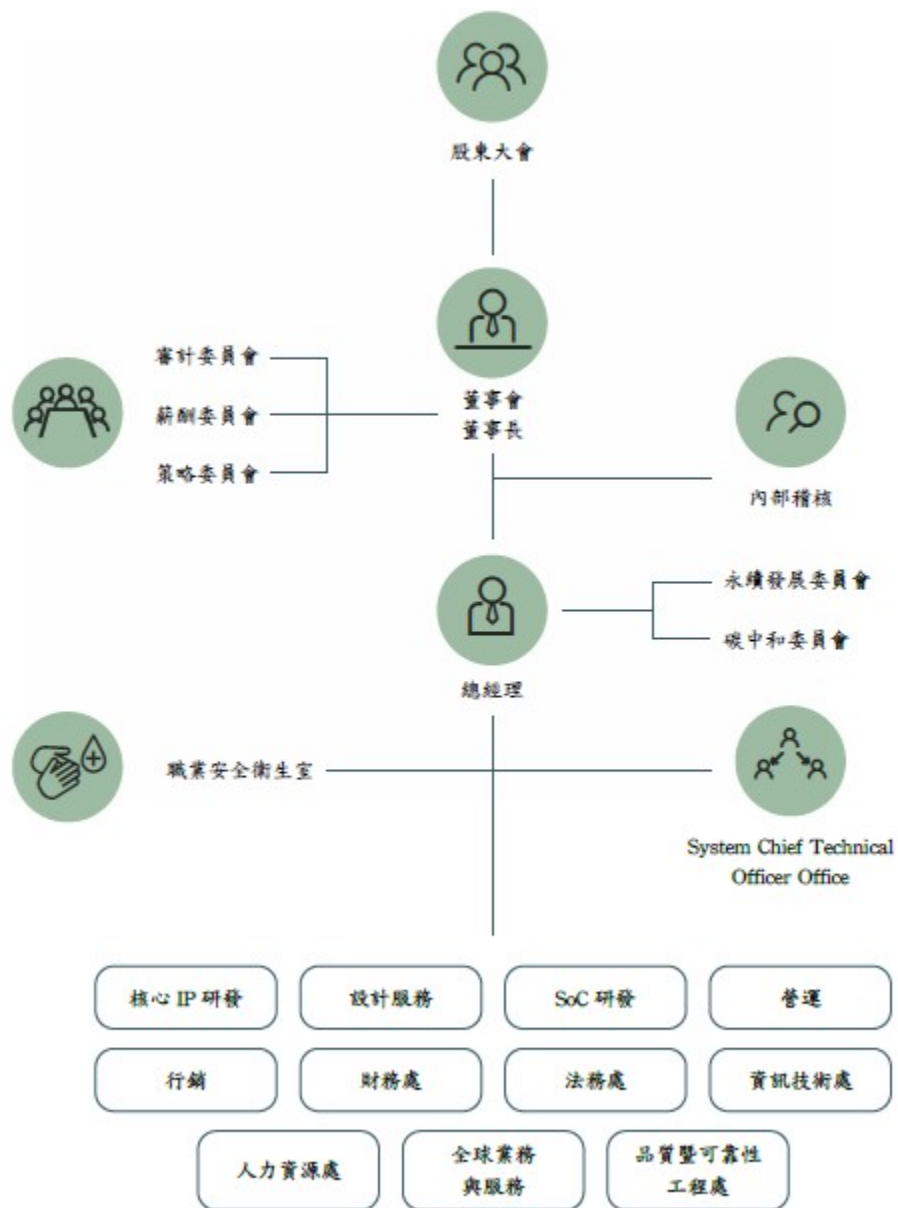 股東大會
審計委員會
薪酬委員會
策略委員會
董事會
董事長
內部稽核
永續發展委員會
碳中和委員會
總經理
職業安全衛生室
System Chief Technical
Officer Office
核心 IP 研發
設計服務
SoC 研發
營運
行銷
財務處
法務處
資訊技術處
人力資源處
全球業務
與服務
品質暨可靠性
工程處